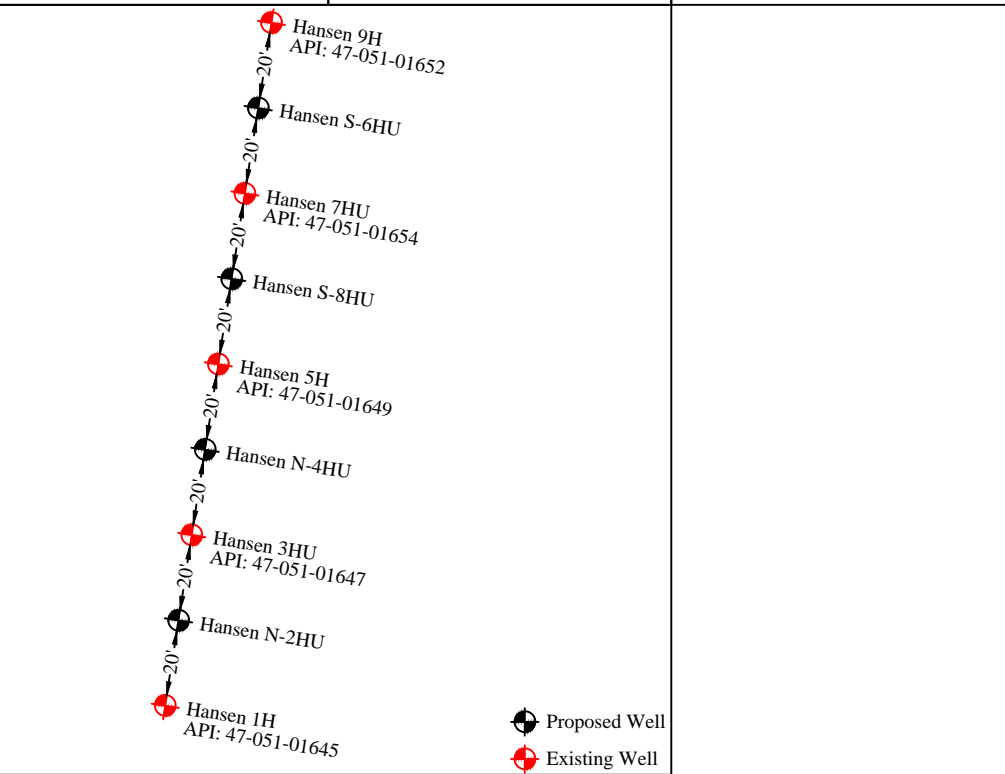 Hansen 9H
API: 47-051-01652
20'
Hansen S-6HU
20'
Hansen 7HU
API: 47-051-01654
20'
Hansen S-8HU
20'
Hansen 5H
API: 47-051-01649
20'
Hansen N-4HU
20'
Hansen 3HU
API: 47-051-01647
20'
Hansen N-2HU
20'
Hansen 1H
API: 47-051-01645
Proposed Well
Existing Well